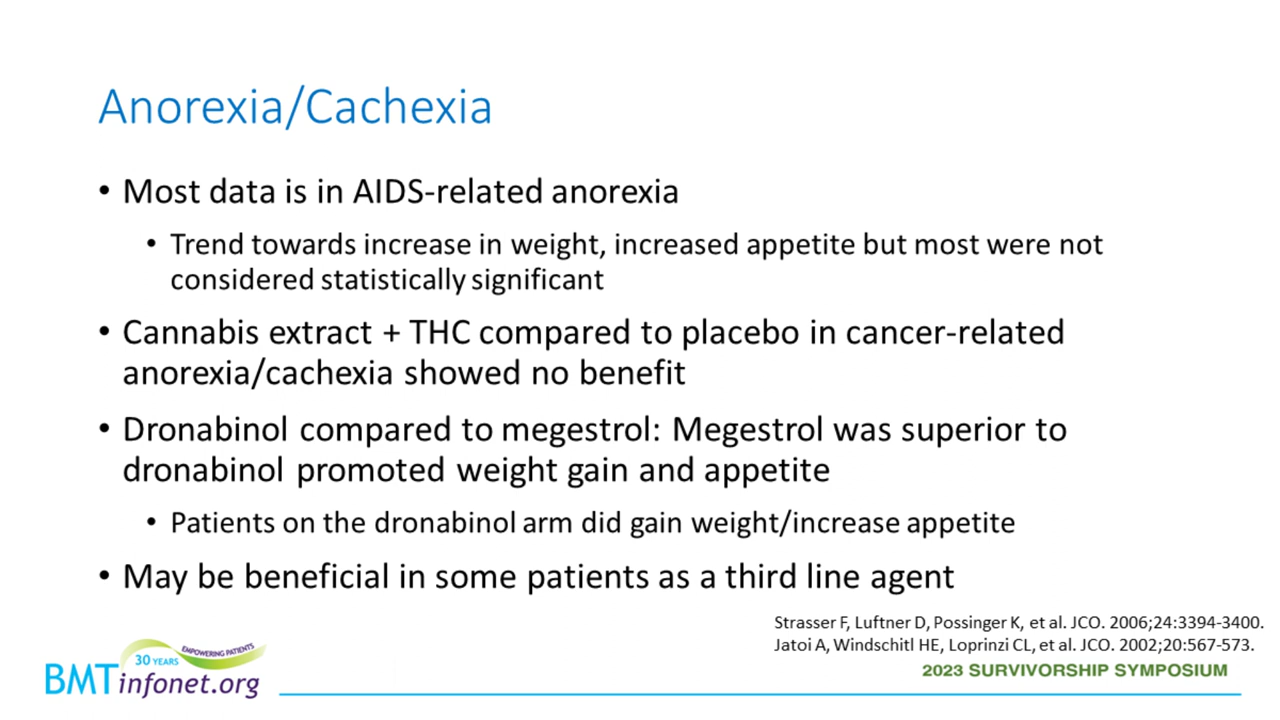 Anorexia/Cachexia
• Most data is in AIDS-related anorexia
• Trend towards increase in weight, increased appetite but most were not
considered statistically significant
• Cannabis extract + THC compared to placebo in cancer-related
anorexia/cachexia showed no benefit
• Dronabinol compared to megestrol: Megestrol was superior to
dronabinol promoted weight gain and appetite
• Patients on the dronabinol arm did gain weight/increase appetite
• May be beneficial in some patients as a third line agent
Strasser F, Luftner D, Possinger K, et al. JCO. 2006;24:3394-3400.
Jatoi A, Windschitl HE, Loprinzi CL, et al. JCO. 2002;20:567-573.
30 YEARS
EMPOWERING PATIENTS
BMTinfonet.org
2023 SURVIVORSHIP SYMPOSIUM